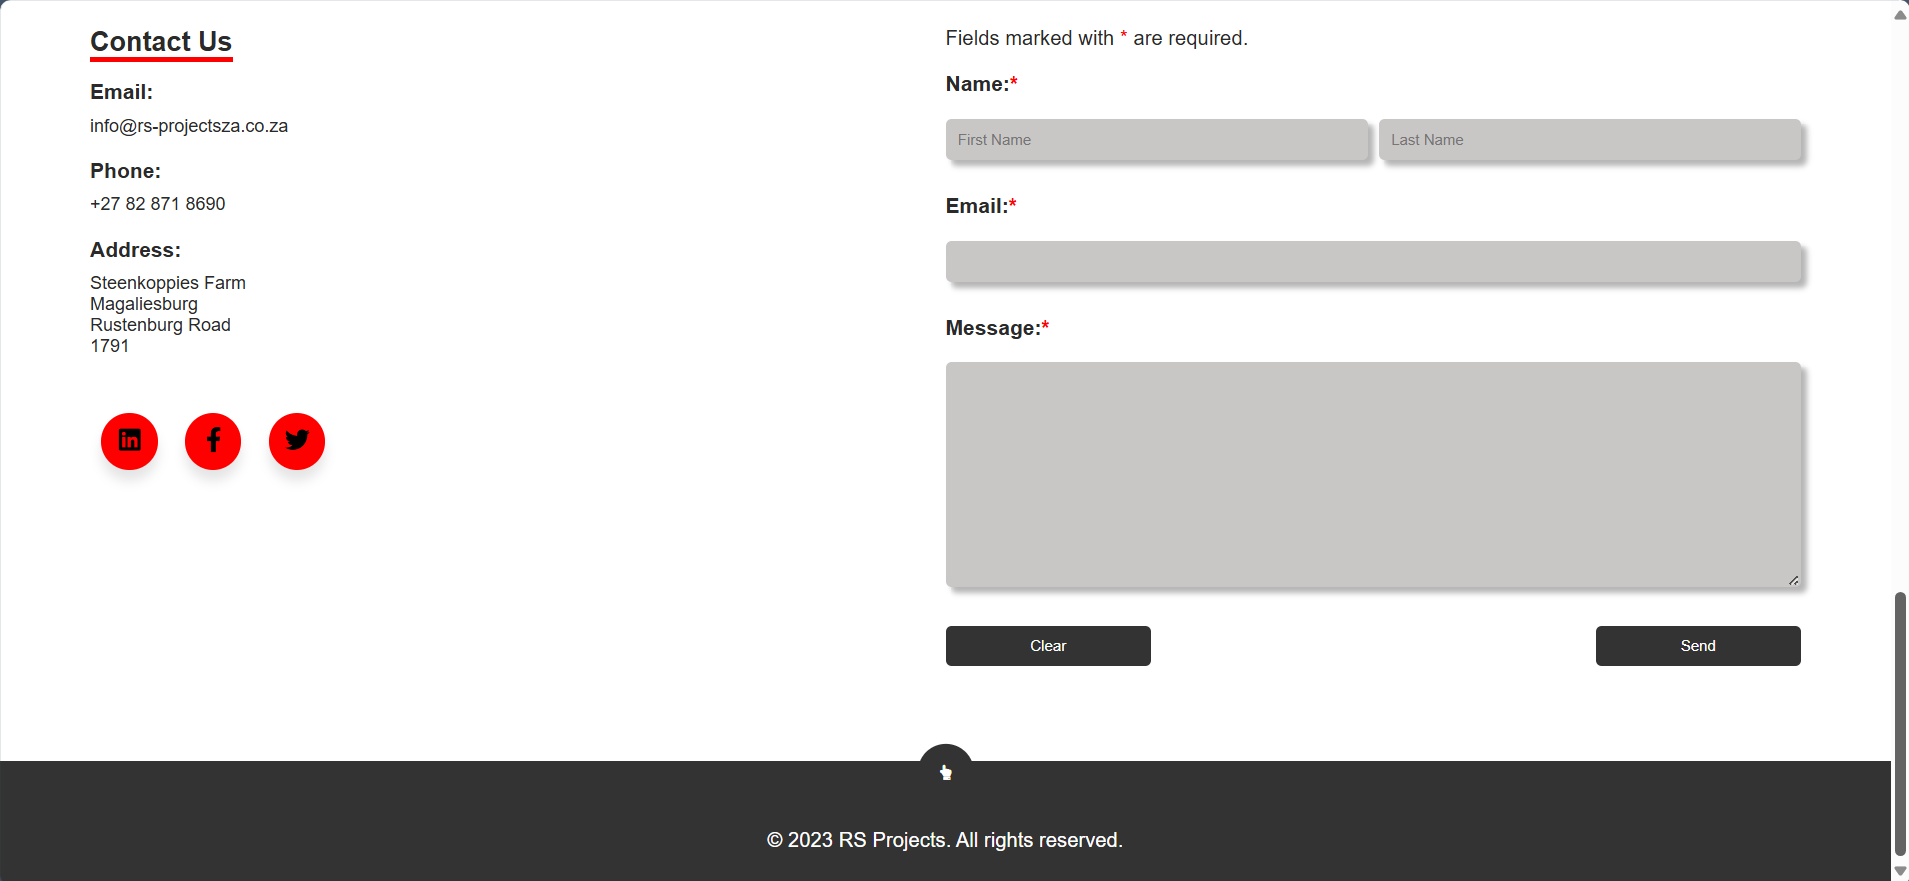 Contact Us
Email:
info@rs-projectsza.co.za
Phone:
+27 82 871 8690
Address:
Steenkoppies Farm
Magaliesburg
Rustenburg Road
1791
Fields marked with * are required.
Name:*
First Name
Last Name
Email:*
Message:*
Clear
Send
© 2023 RS Projects. All rights reserved.